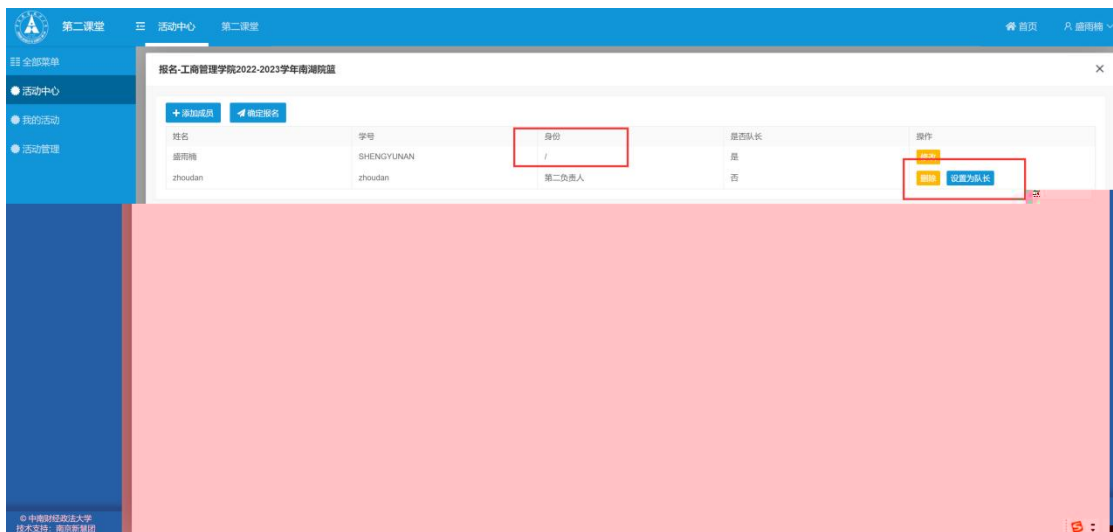 第二课堂 活动中心 第二课堂 首页 盛雨楠
全部菜单
报名-工商管理学院2022-2023学年南湖院篮 ×
活动中心
+添加成员 确定报名
我的活动
姓名 学号 身份 是否队长 操作
活动管理
盛雨楠 SHENGYUNAN / 是 修改
zhoudan zhoudan 第二负责人 否 删除 设置为队长
© 中南财经政法大学
技术支持：南京新慧团